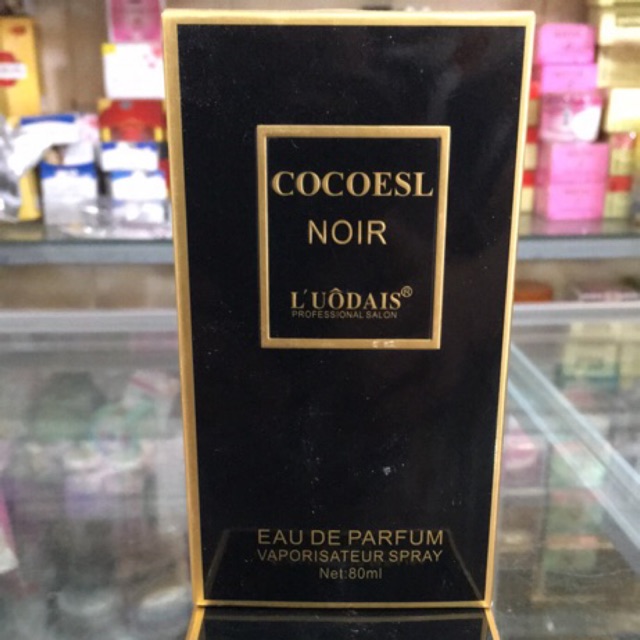 COCOESL
NOIR
L'UÔDAIS®
PROFESSIONAL SALON
EAU DE PARFUM
VAPORISATEUR SPRAY
Net:80ml